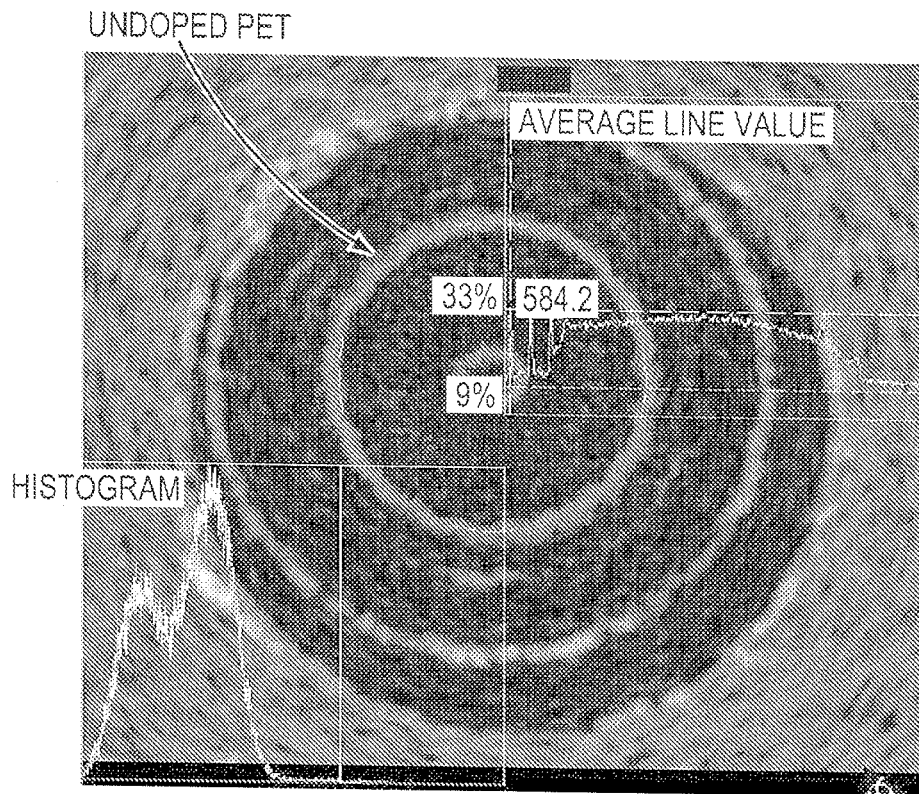 UNDOPED PET
AVERAGE LINE VALUE
33%
584.2
9%
HISTOGRAM